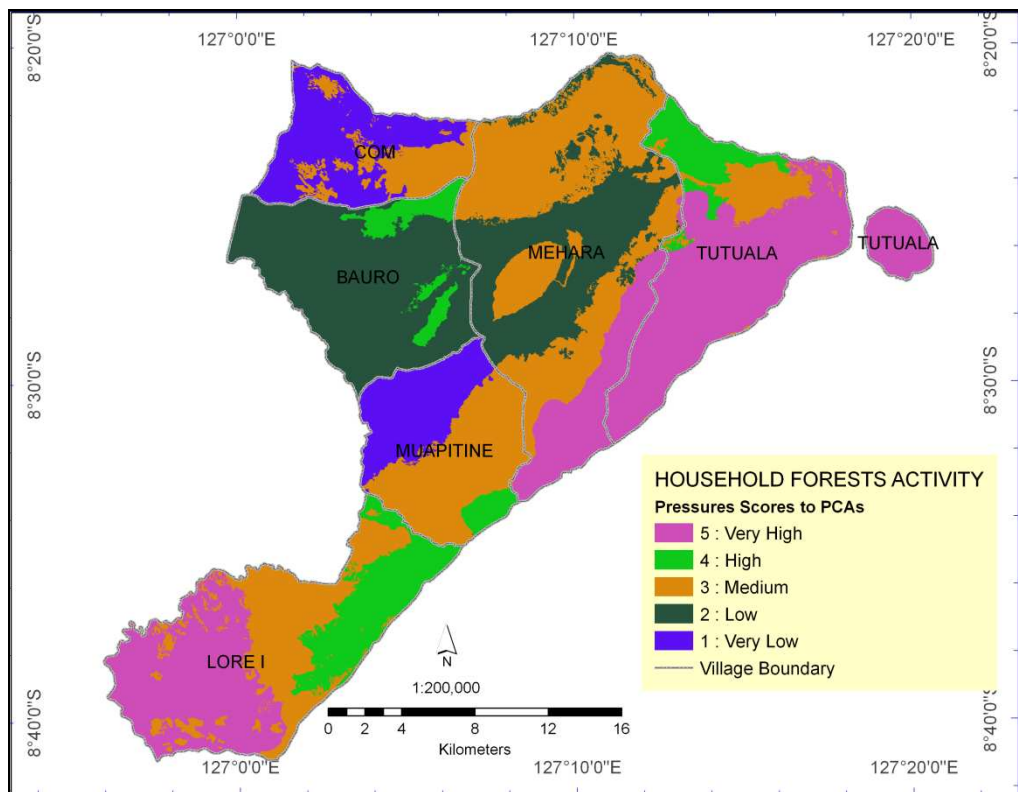 127°0'0"E 127°10'0"E 127°20'0"E
8°20'0"S 8°20'0"S
COM
MEHARA
TUTUALA
TUTUALA
BAURO
8°30'0"S 8°30'0"S
MUAPITINE
HOUSEHOLD FORESTS ACTIVITY
Pressures Scores to PCAs
5 : Very High
4 : High
3 : Medium
2 : Low
1 : Very Low
Village Boundary
LORE I
N
1:200,000
0 2 4 8 12 16
Kilometers
8°40'0"S 8°40'0"S
127°0'0"E 127°10'0"E 127°20'0"E